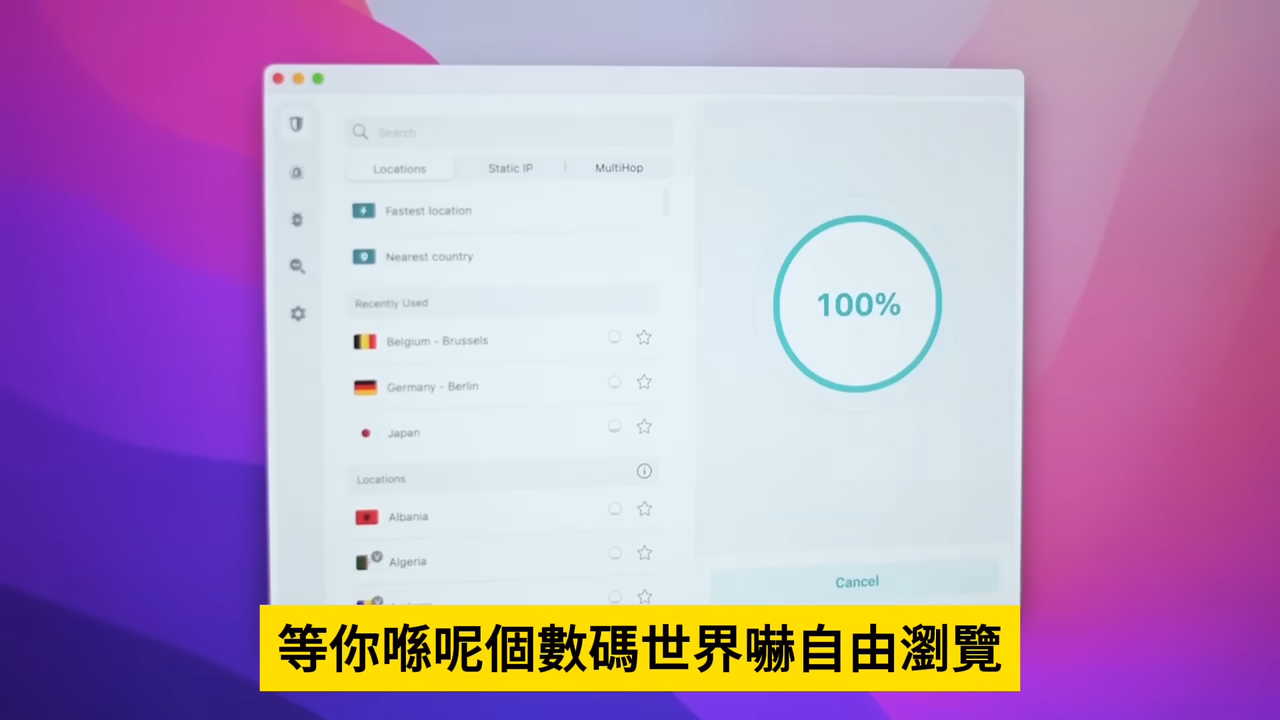 Search
Locations
Static IP
MultiHop
Fastest location
Nearest country
Recently Used
Belgium - Brussels
Germany - Berlin
Japan
Locations
Albania
Algeria
100%
Cancel
等你喺呢個數碼世界嚇自由瀏覽